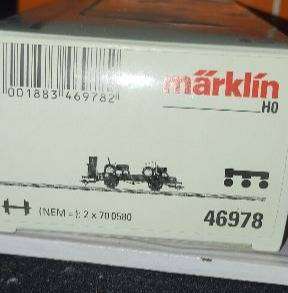 märklin
H0
001883 469782
(NEM = ): 2 x 70 0580
46978